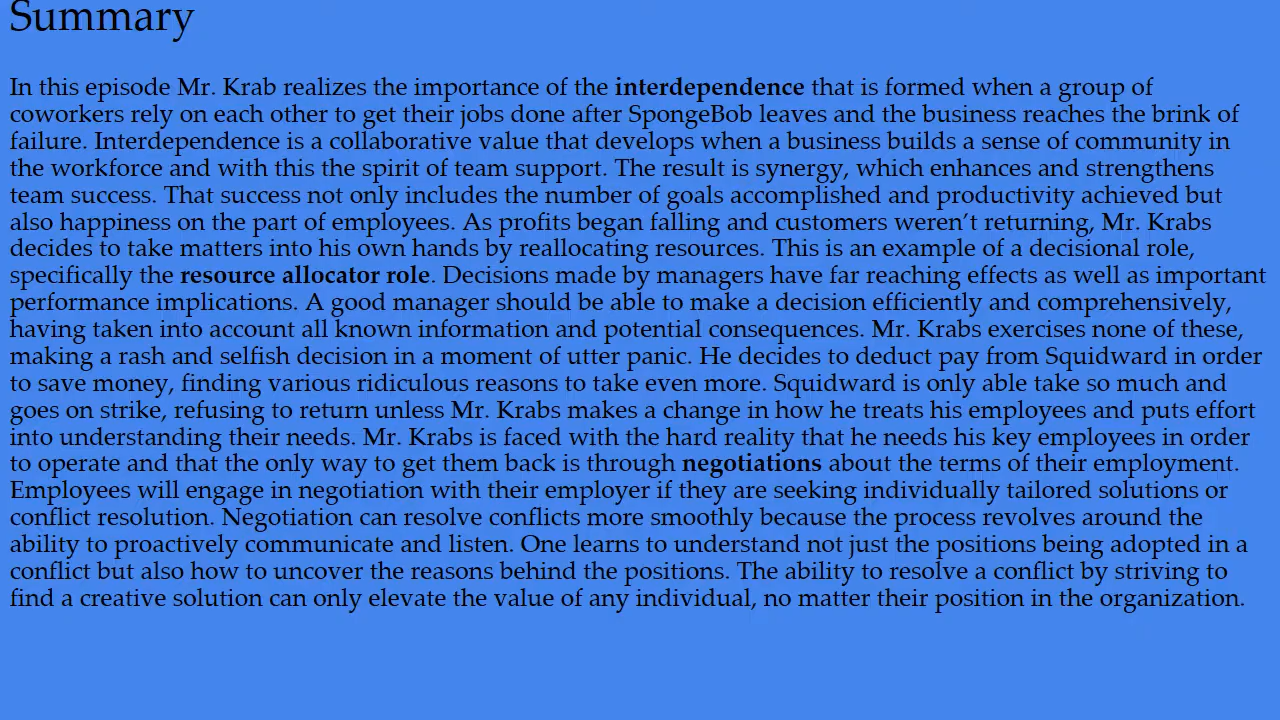 Summary
In this episode Mr. Krab realizes the importance of the interdependence that is formed when a group of
coworkers rely on each other to get their jobs done after SpongeBob leaves and the business reaches the brink of
failure. Interdependence is a collaborative value that develops when a business builds a sense of community in
the workforce and with this the spirit of team support. The result is synergy, which enhances and strengthens
team success. That success not only includes the number of goals accomplished and productivity achieved but
also happiness on the part of employees. As profits began falling and customers weren’t returning, Mr. Krabs
decides to take matters into his own hands by reallocating resources. This is an example of a decisional role,
specifically the resource allocator role. Decisions made by managers have far reaching effects as well as important
performance implications. A good manager should be able to make a decision efficiently and comprehensively,
having taken into account all known information and potential consequences. Mr. Krabs exercises none of these,
making a rash and selfish decision in a moment of utter panic. He decides to deduct pay from Squidward in order
to save money, finding various ridiculous reasons to take even more. Squidward is only able take so much and
goes on strike, refusing to return unless Mr. Krabs makes a change in how he treats his employees and puts effort
into understanding their needs. Mr. Krabs is faced with the hard reality that he needs his key employees in order
to operate and that the only way to get them back is through negotiations about the terms of their employment.
Employees will engage in negotiation with their employer if they are seeking individually tailored solutions or
conflict resolution. Negotiation can resolve conflicts more smoothly because the process revolves around the
ability to proactively communicate and listen. One learns to understand not just the positions being adopted in a
conflict but also how to uncover the reasons behind the positions. The ability to resolve a conflict by striving to
find a creative solution can only elevate the value of any individual, no matter their position in the organization.